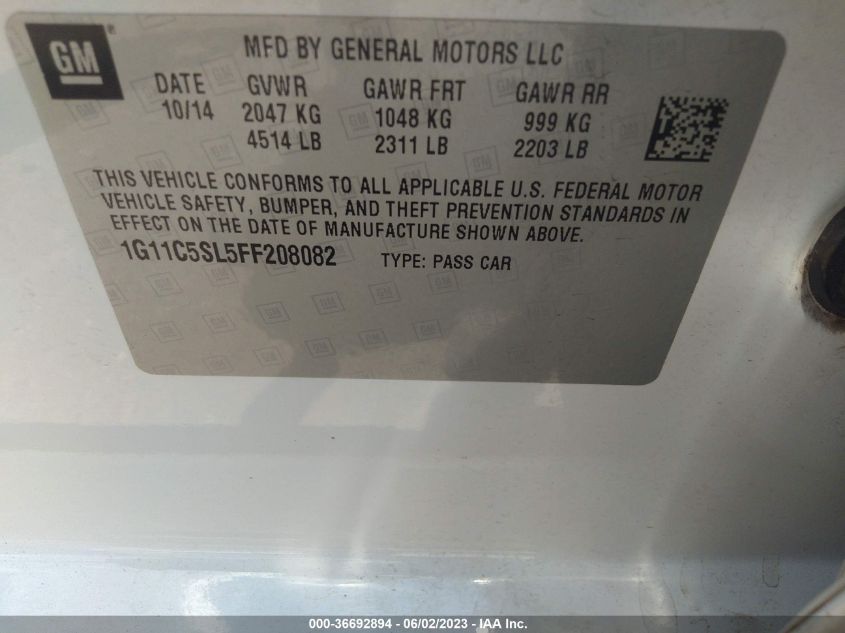 GM®
MFD BY GENERAL MOTORS LLC
DATE GVWR GAWR FRT GAWR RR
10/14 2047 KG 1048 KG 999 KG
4514 LB 2311 LB 2203 LB
THIS VEHICLE CONFORMS TO ALL APPLICABLE U.S. FEDERAL MOTOR
VEHICLE SAFETY, BUMPER, AND THEFT PREVENTION STANDARDS IN
EFFECT ON THE DATE OF MANUFACTURE SHOWN ABOVE.
1G11C5SL5FF208082 TYPE: PASS CAR
000-36692894 - 06/02/2023 - IAA Inc.